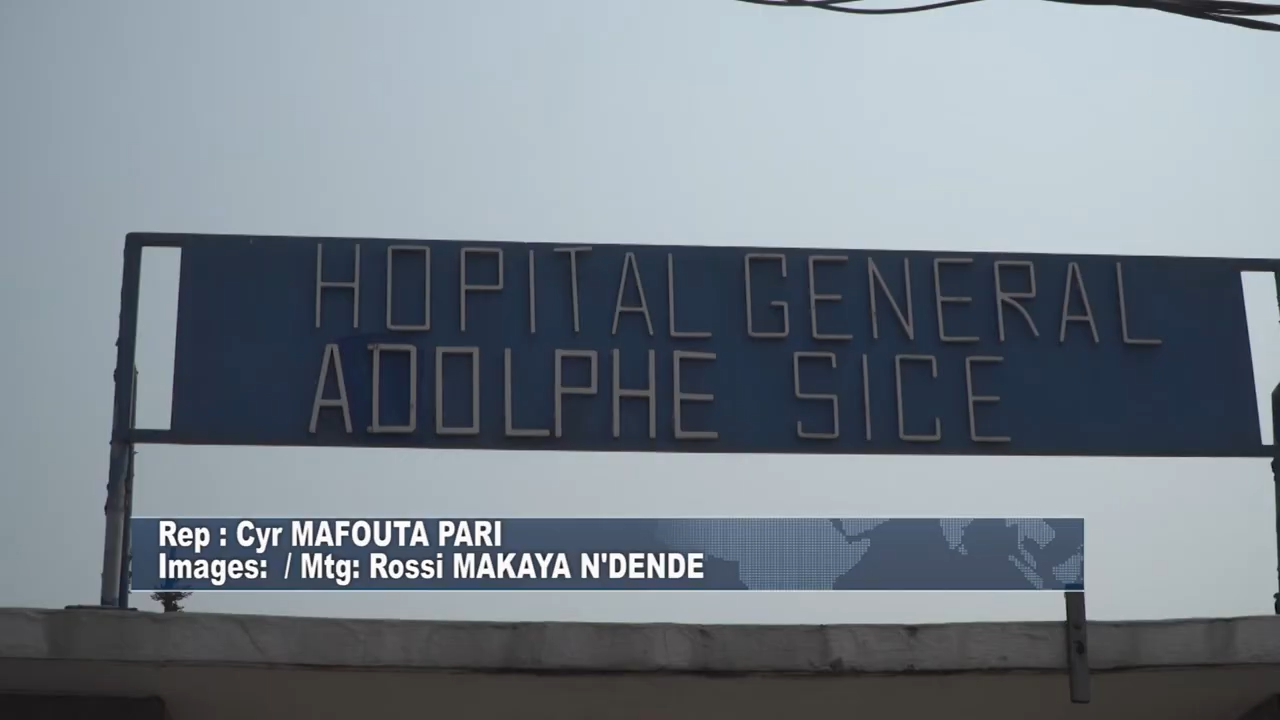 HOPITAL GENERAL
ADOLPHE SICE
Rep : Cyr MAFOUTA PARI
Images:  / Mtg: Rossi MAKAYA N'DENDE